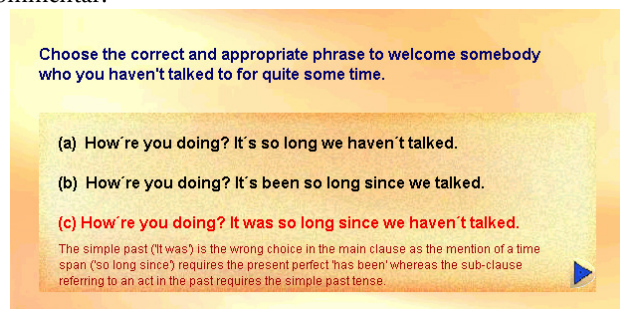 ommentar.
Choose the correct and appropriate phrase to welcome somebody
who you haven't talked to for quite some time.
(a) How´re you doing? It´s so long we haven´t talked.
(b) How´re you doing? It´s been so long since we talked.
(c) How´re you doing? It was so long since we haven´t talked.
The simple past ('It was') is the wrong choice in the main clause as the mention of a time
span ('so long since') requires the present perfect 'has been' whereas the sub-clause
referring to an act in the past requires the simple past tense.